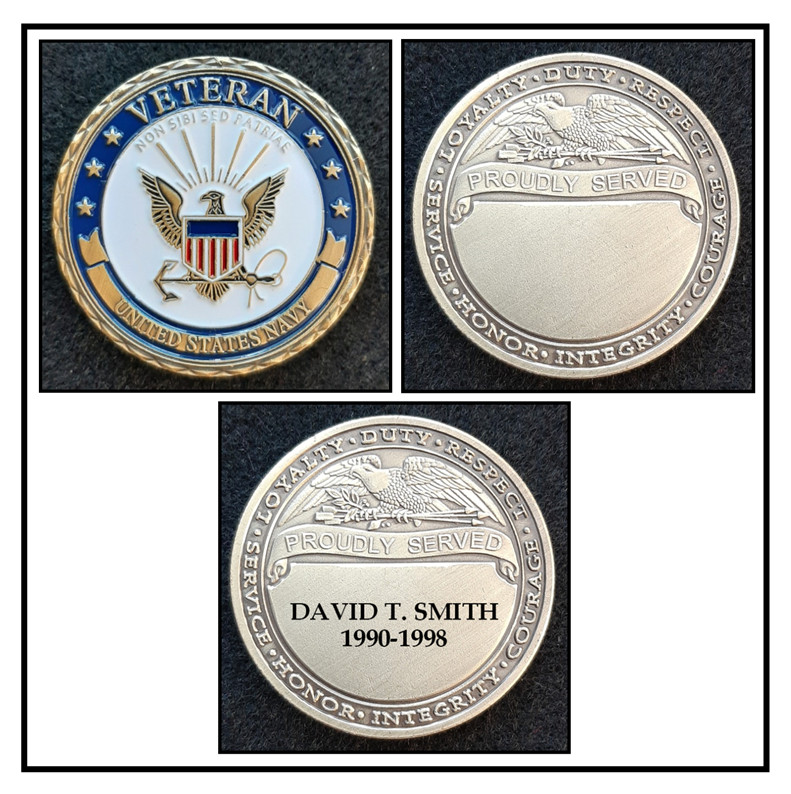 VETERAN
NON SIBI SED PATRIAE
UNITED STATES NAVY
SERVICE • LOYALTY • DUTY • RESPECT • COURAGE
PROUDLY SERVED
• HONOR • INTEGRITY •
SERVICE • LOYALTY • DUTY • RESPECT • COURAGE
PROUDLY SERVED
DAVID T. SMITH
1990-1998
• HONOR • INTEGRITY •